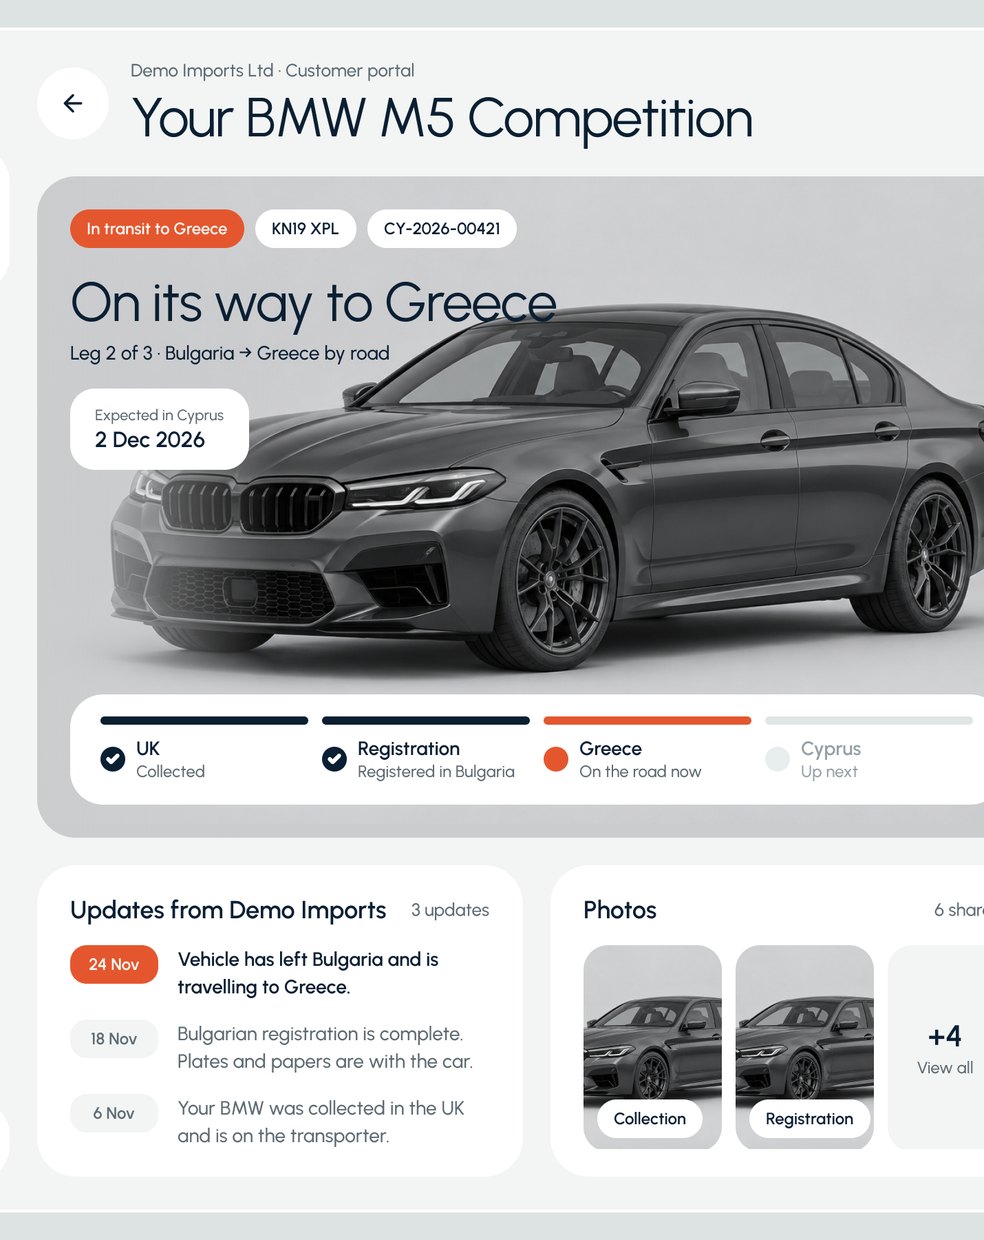 Demo Imports Ltd · Customer portal
Your BMW M5 Competition
In transit to Greece
KN19 XPL
CY-2026-00421
On its way to Greece
Leg 2 of 3 · Bulgaria → Greece by road
Expected in Cyprus
2 Dec 2026
UK
Collected
Registration
Registered in Bulgaria
Greece
On the road now
Cyprus
Up next
Updates from Demo Imports
3 updates
24 Nov
Vehicle has left Bulgaria and is
travelling to Greece.
18 Nov
Bulgarian registration is complete.
Plates and papers are with the car.
6 Nov
Your BMW was collected in the UK
and is on the transporter.
Photos
6
Collection
Registration
+4
View all